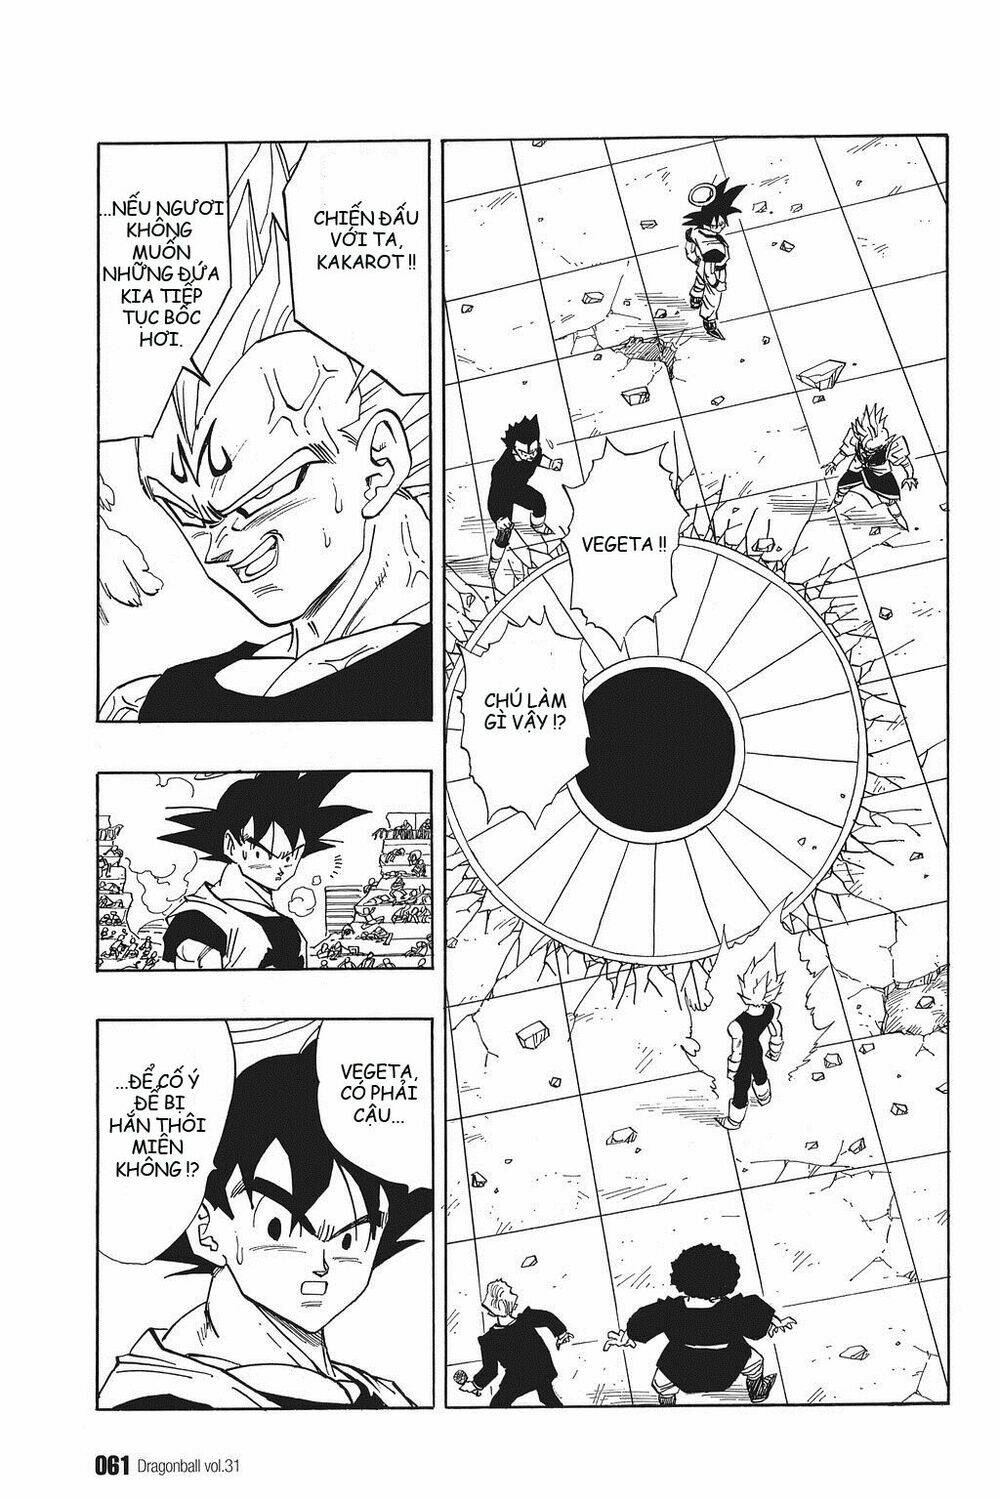 VEGETA !!
CHÚ LÀM
GÌ VẬY !?
CHIẾN ĐẤU
VỚI TA,
KAKAROT !!
...NẾU NGƯƠI
KHÔNG
MUỐN
NHỮNG ĐỨA
KIA TIẾP
TỤC BỐC
HƠI.
VEGETA,
CÓ PHẢI
CẬU...
...ĐỂ CỐ Ý
ĐỂ BỊ
HẮN THÔI
MIÊN
KHÔNG !?
061 Dragonball vol.31